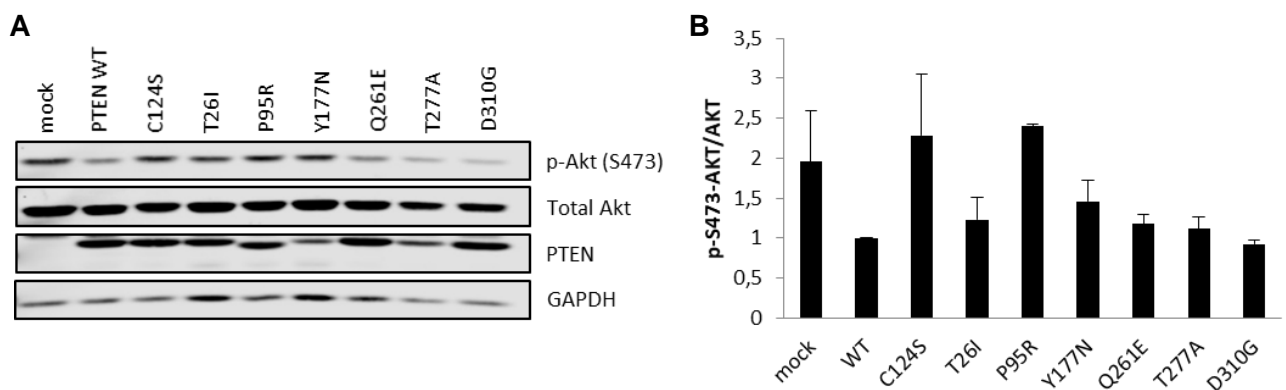 A
mock
PTEN WT
C124S
T26I
P95R
Y177N
Q261E
T277A
D310G
p-Akt (S473)
Total Akt
PTEN
GAPDH
B
p-S473-AKT/AKT
3,5
3
2,5
2
1,5
1
0,5
0
mock
WT
C124S
T26I
P95R
Y177N
Q261E
T277A
D310G